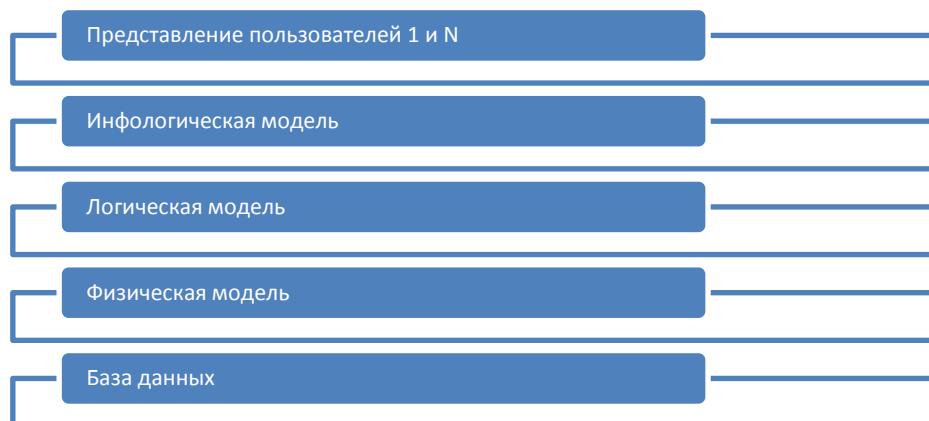 Представление пользователей 1 и N
Инфологическая модель
Логическая модель
Физическая модель
База данных